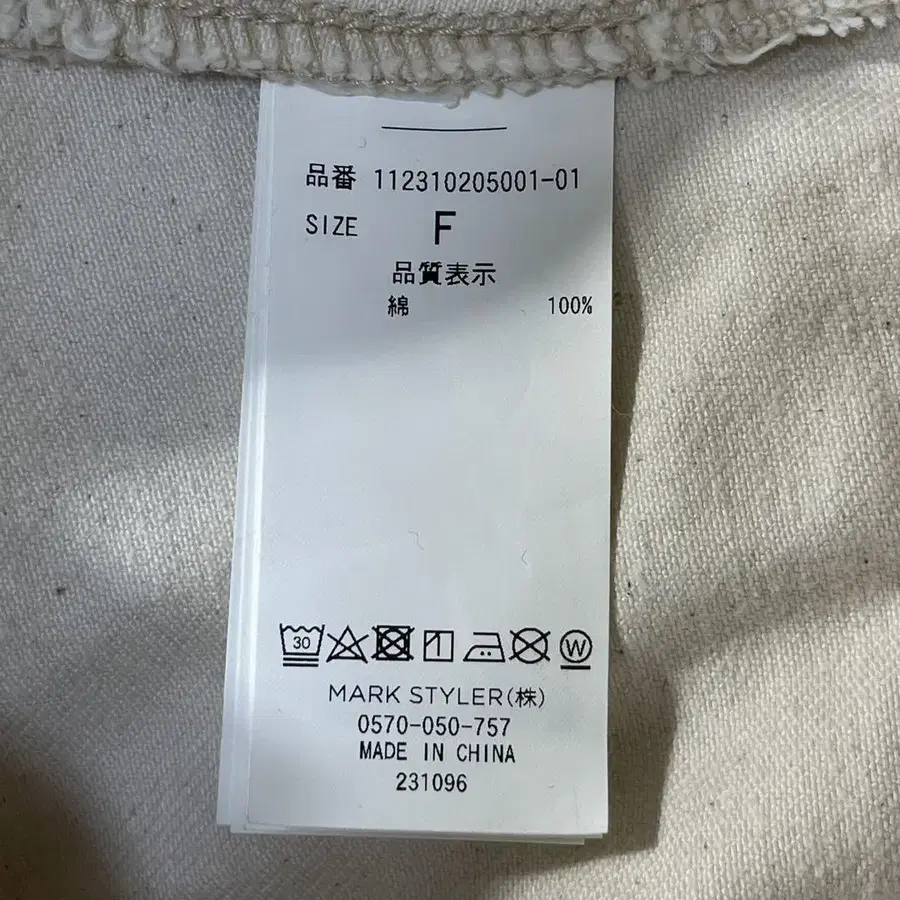 品番 112310205001-01
SIZE F
品質表示
綿 100%
30 W
MARK STYLER(株)
0570-050-757
MADE IN CHINA
231096